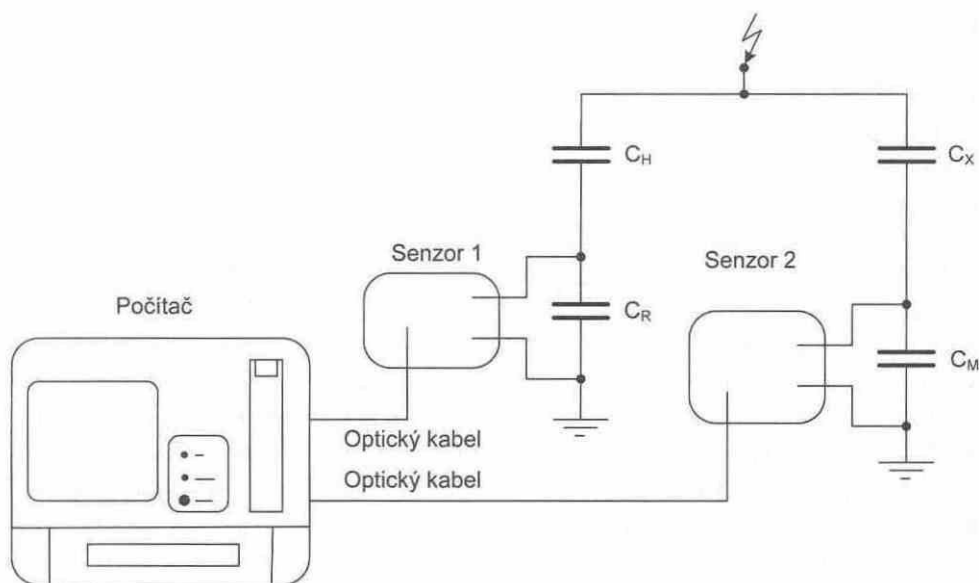 C_H
C_X
Senzor 1
Senzor 2
Počítač
C_R
C_M
Optický kabel
Optický kabel